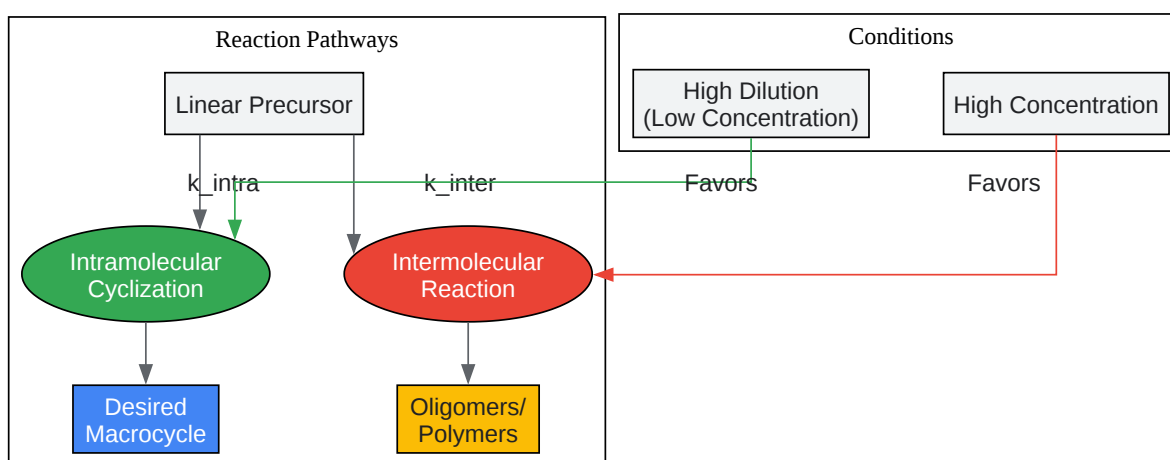 Reaction Pathways
Conditions
Linear Precursor
High Dilution
(Low Concentration)
High Concentration
k_intra
k_inter
Favors
Favors
Intramolecular
Cyclization
Intermolecular
Reaction
Desired
Macrocycle
Oligomers/
Polymers